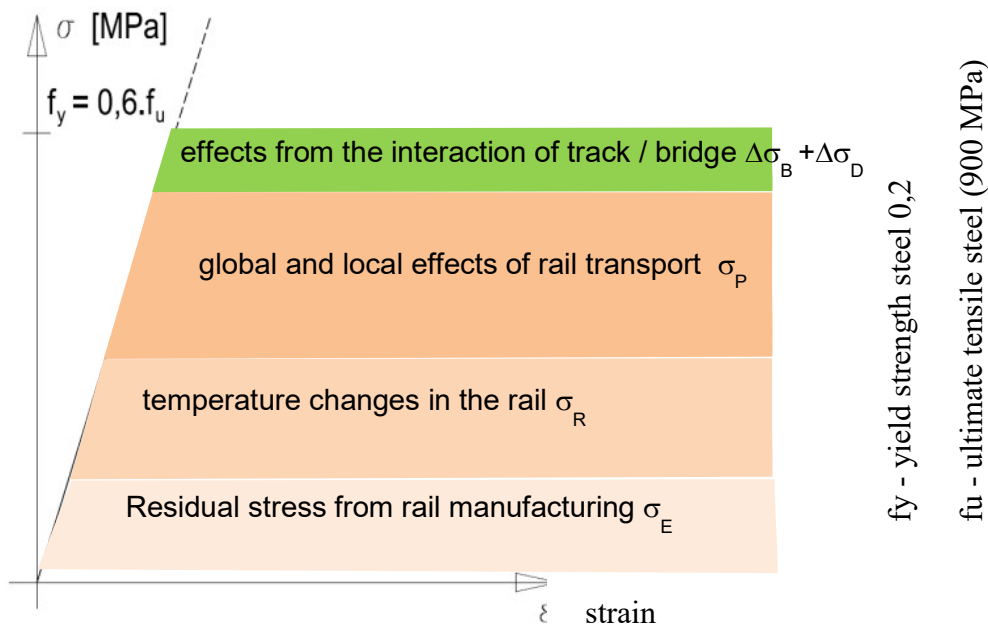 σ [MPa]
f_y = 0,6.f_u
effects from the interaction of track / bridge Δσ_B +Δσ_D
global and local effects of rail transport σ_P
temperature changes in the rail σ_R
Residual stress from rail manufacturing σ_E
ε strain
fy - yield strength steel 0,2
fu - ultimate tensile steel (900 MPa)